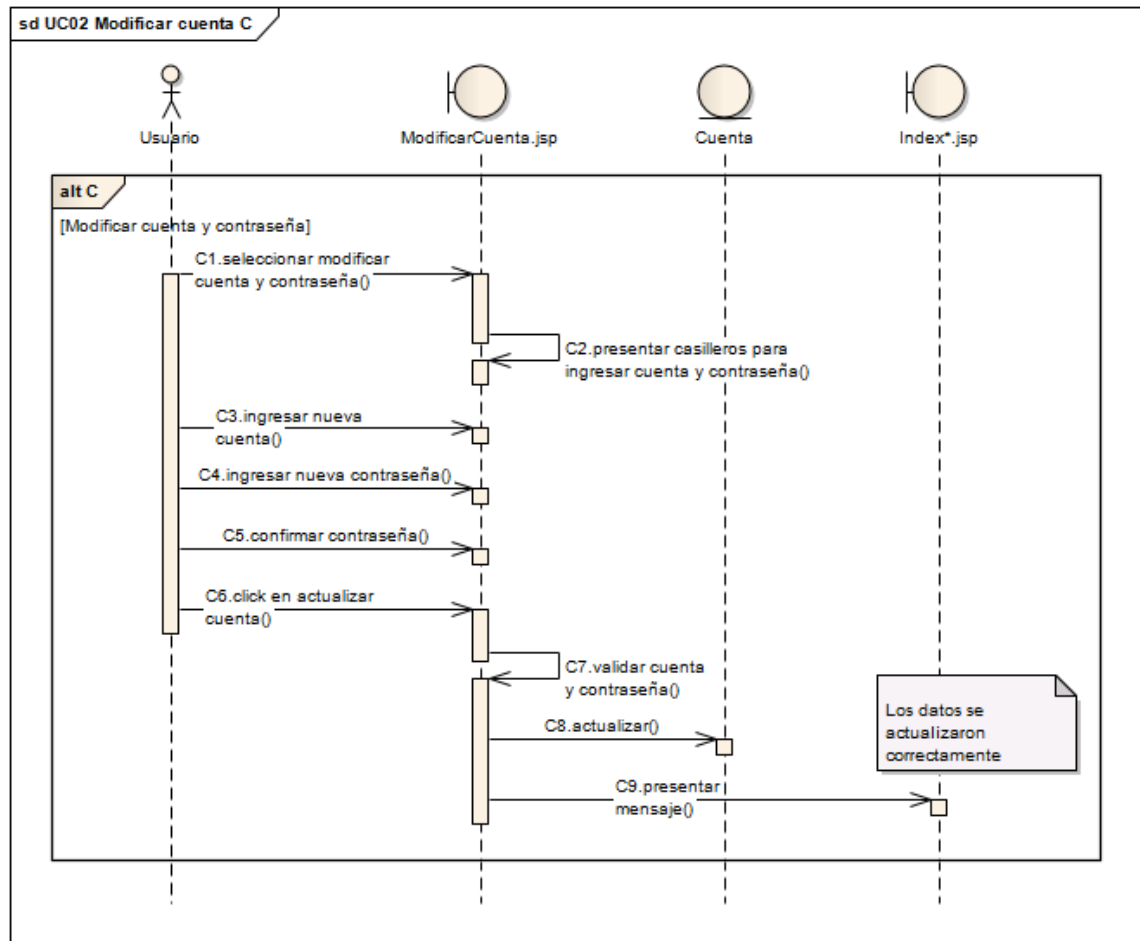 sd UC02 Modificar cuenta C
Usuario
ModificarCuenta.jsp
Cuenta
Index*.jsp
alt C
[Modificar cuenta y contraseña]
C1.seleccionar modificar
cuenta y contraseña()
C2.presentar casilleros para
ingresar cuenta y contraseña()
C3.ingresar nueva
cuenta()
C4.ingresar nueva contraseña()
C5.confirmar contraseña()
C6.click en actualizar
cuenta()
C7.validar cuenta
y contraseña()
Los datos se
actualizaron
correctamente
C8.actualizar()
C9.presentar
mensaje()